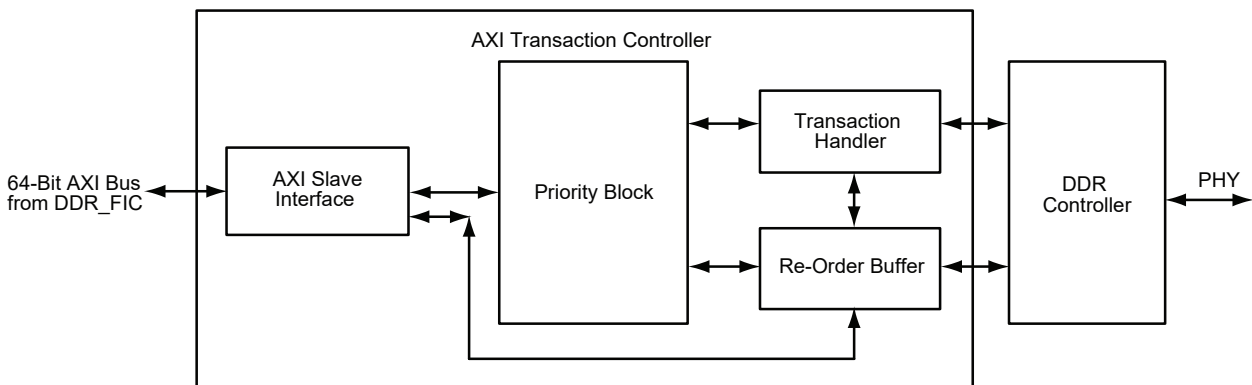 AXI Transaction Controller
64-Bit AXI Bus
from DDR_FIC
AXI Slave
Interface
Priority Block
Transaction
Handler
Re-Order Buffer
DDR
Controller
PHY